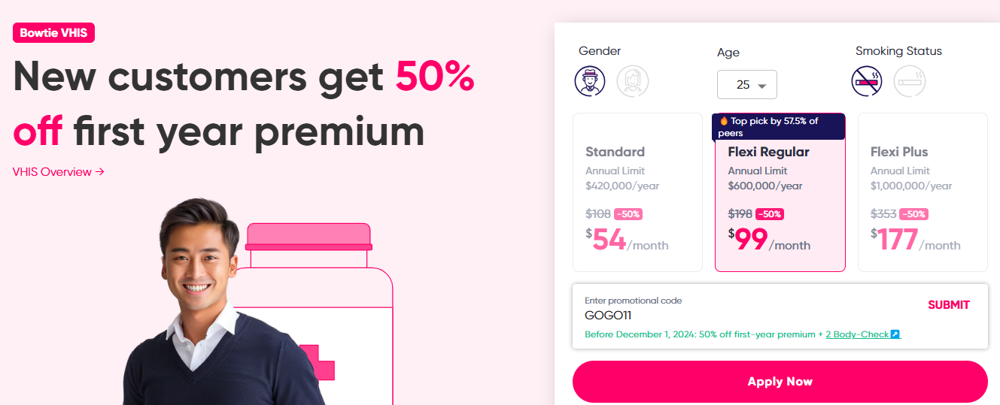 Bowtie VHIS
New customers get 50%
off first year premium
VHIS Overview →
Gender
Age
Smoking Status
25
🔥 Top pick by 57.5% of
peers
Standard
Annual Limit
$420,000/year
$108 -50%
$54/month
Flexi Regular
Annual Limit
$600,000/year
$198 -50%
$99/month
Flexi Plus
Annual Limit
$1,000,000/year
$353 -50%
$177/month
Enter promotional code
GOGO11
SUBMIT
Before December 1, 2024: 50% off first-year premium + 2 Body-Check↗
Apply Now